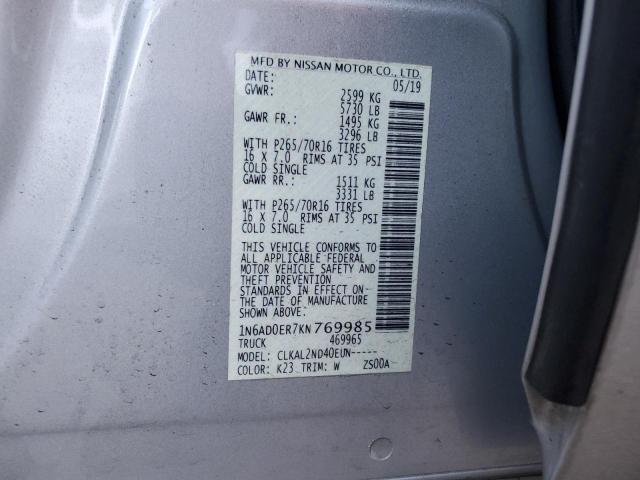 MFD BY NISSAN MOTOR CO., LTD.
DATE: 05/19
GVWR: 2599 KG
5730 LB
GAWR FR.: 1495 KG
3296 LB
WITH P265/70R16 TIRES
16 X 7.0 RIMS AT 35 PSI
COLD SINGLE
GAWR RR.: 1511 KG
3331 LB
WITH P265/70R16 TIRES
16 X 7.0 RIMS AT 35 PSI
COLD SINGLE
THIS VEHICLE CONFORMS TO
ALL APPLICABLE FEDERAL
MOTOR VEHICLE SAFETY AND
THEFT PREVENTION
STANDARDS IN EFFECT ON
THE DATE OF MANUFACTURE
SHOWN ABOVE.
1N6AD0ER7KN769985
TRUCK 469965
MODEL: CLKAL2ND40EUN-----
COLOR: K23 TRIM: W ZS00A